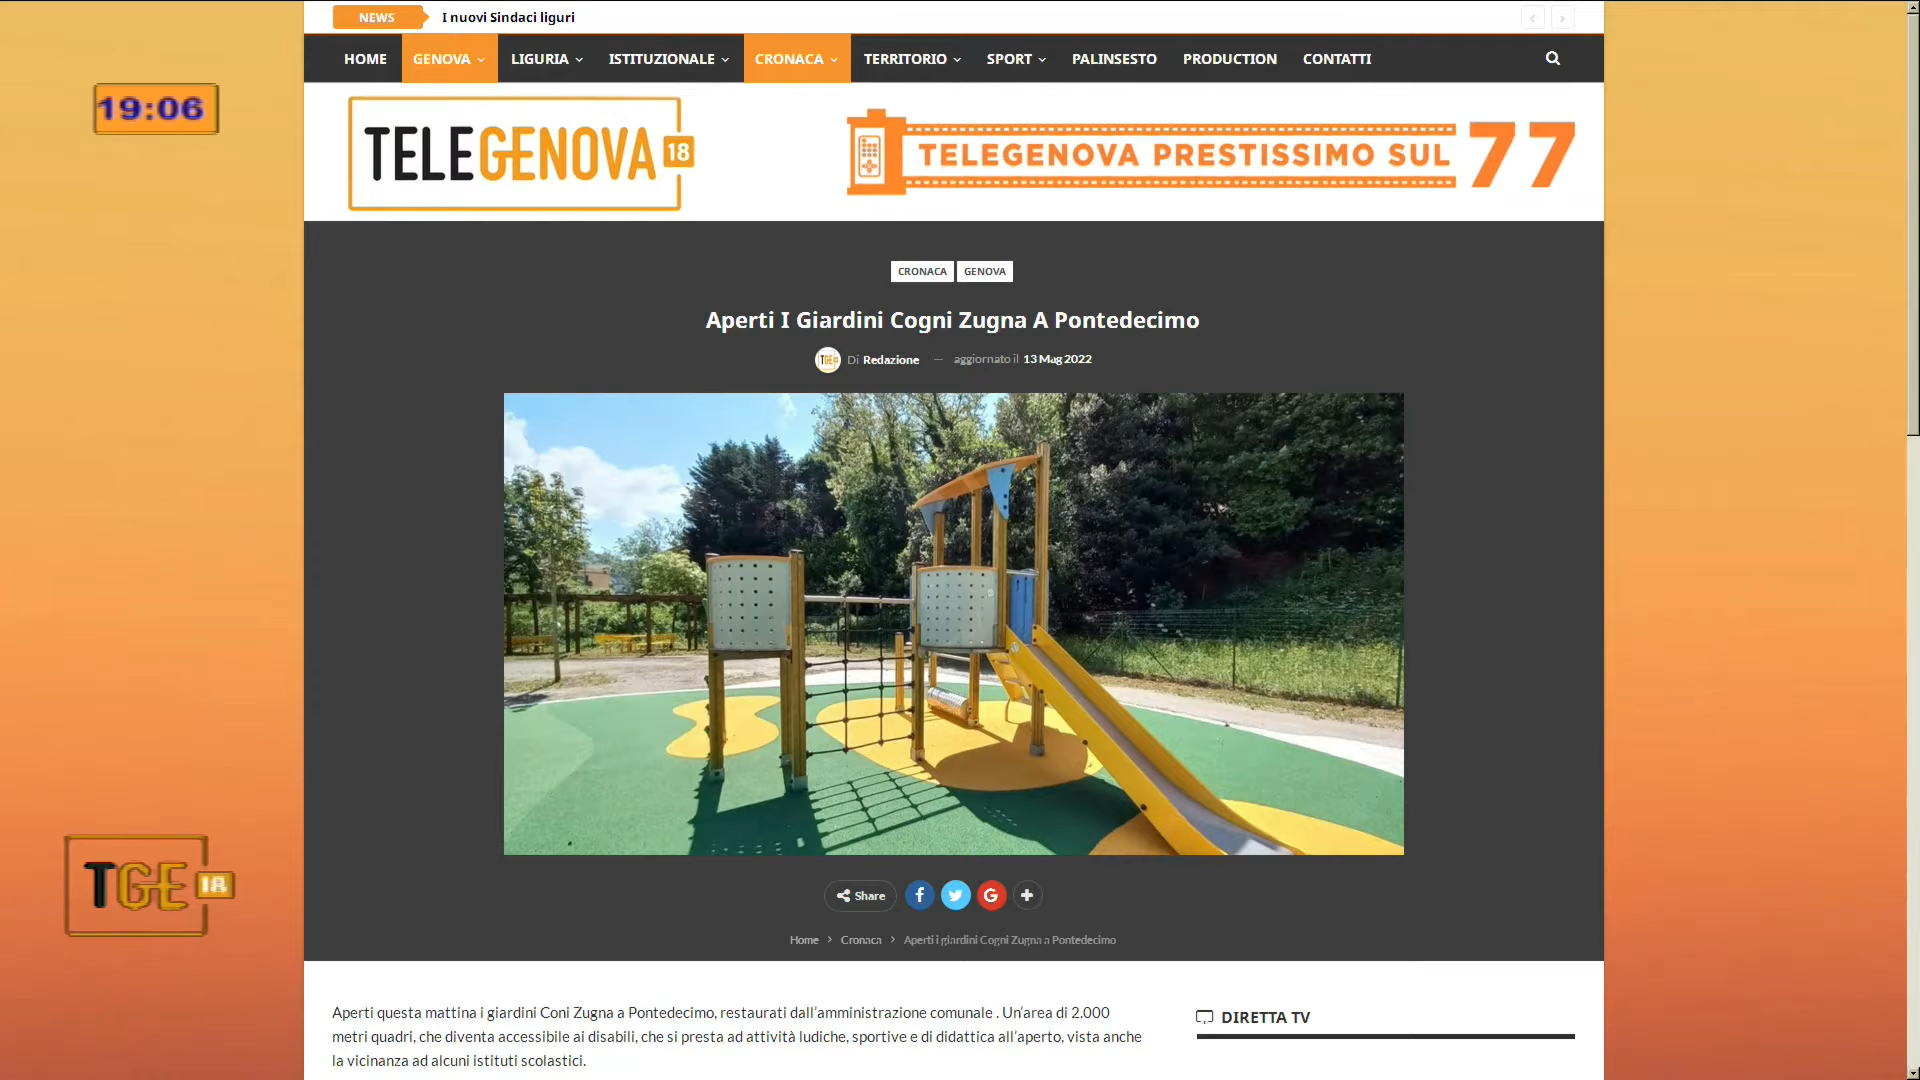 NEWS
I nuovi Sindaci liguri
HOME GENOVA LIGURIA ISTITUZIONALE CRONACA TERRITORIO SPORT PALINSESTO PRODUCTION CONTATTI
19:06
TELEGENOVA 18
TELEGENOVA PRESTISSIMO SUL 77
CRONACA GENOVA
Aperti I Giardini Cogni Zugna A Pontedecimo
TGE Di Redazione — aggiornato il 13 Mag 2022
TGE 18
Share
Home > Cronaca > Aperti i giardini Cogni Zugna a Pontedecimo
Aperti questa mattina i giardini Coni Zugna a Pontedecimo, restaurati dall’amministrazione comunale . Un’area di 2.000
metri quadri, che diventa accessibile ai disabili, che si presta ad attività ludiche, sportive e di didattica all’aperto, vista anche
la vicinanza ad alcuni istituti scolastici.
DIRETTA TV